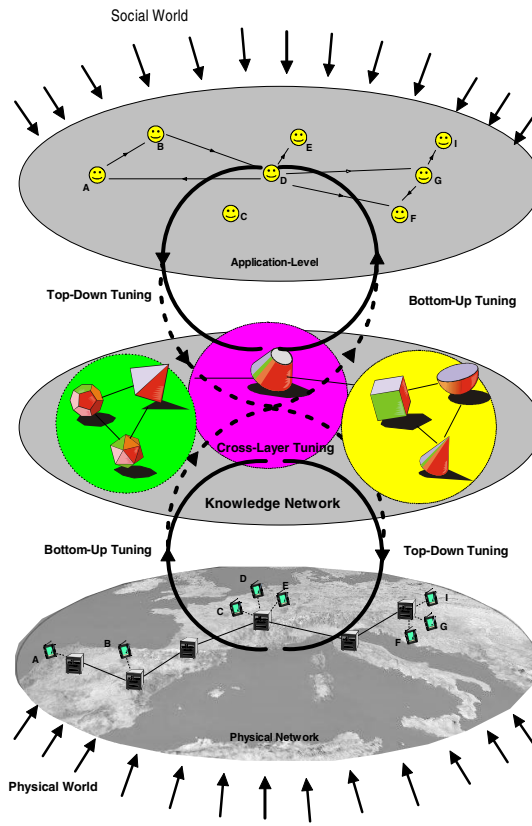 Social World
B
E
I
A
D
G
C
F
Application-Level
Top-Down Tuning
Bottom-Up Tuning
Cross-Layer Tuning
Knowledge Network
Bottom-Up Tuning
Top-Down Tuning
D
E
C
I
B
G
A
F
Physical Network
Physical World